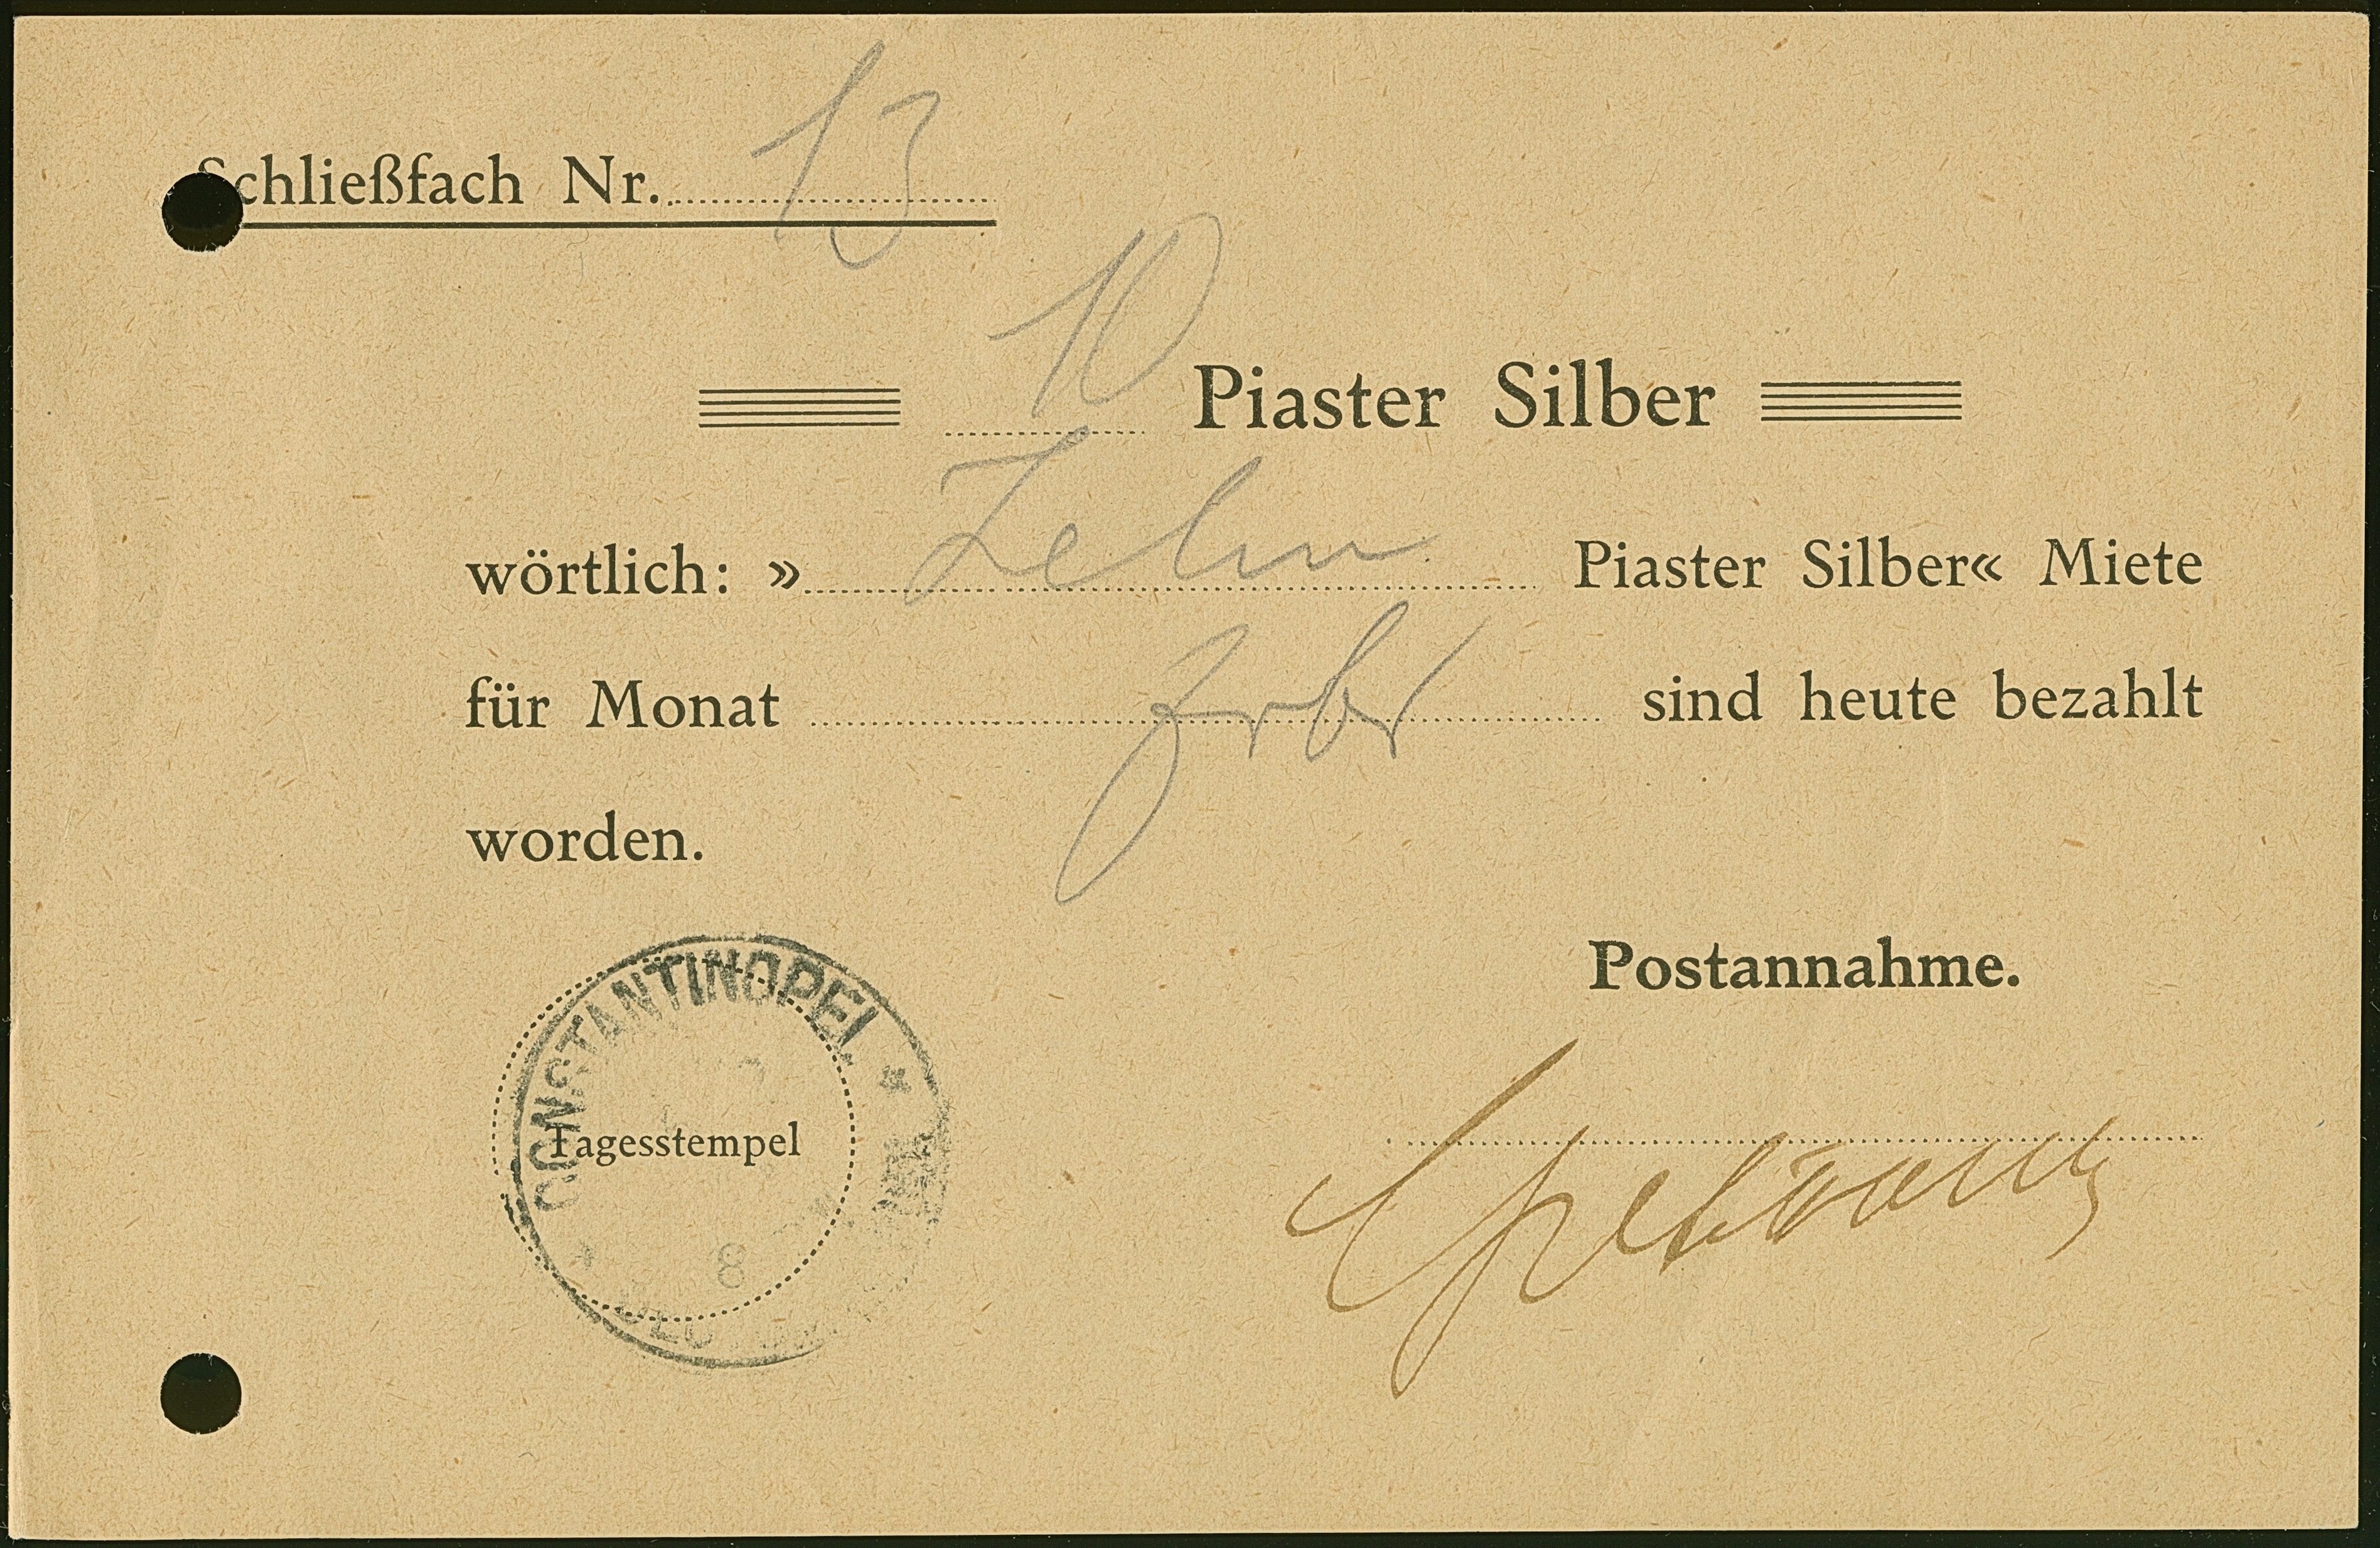 Schließfach Nr. 13
10 Piaster Silber
wörtlich: » Zehn Piaster Silber« Miete
für Monat sind heute bezahlt
worden.
Postannahme.
CONSTANTINOPEL
Tagesstempel
8